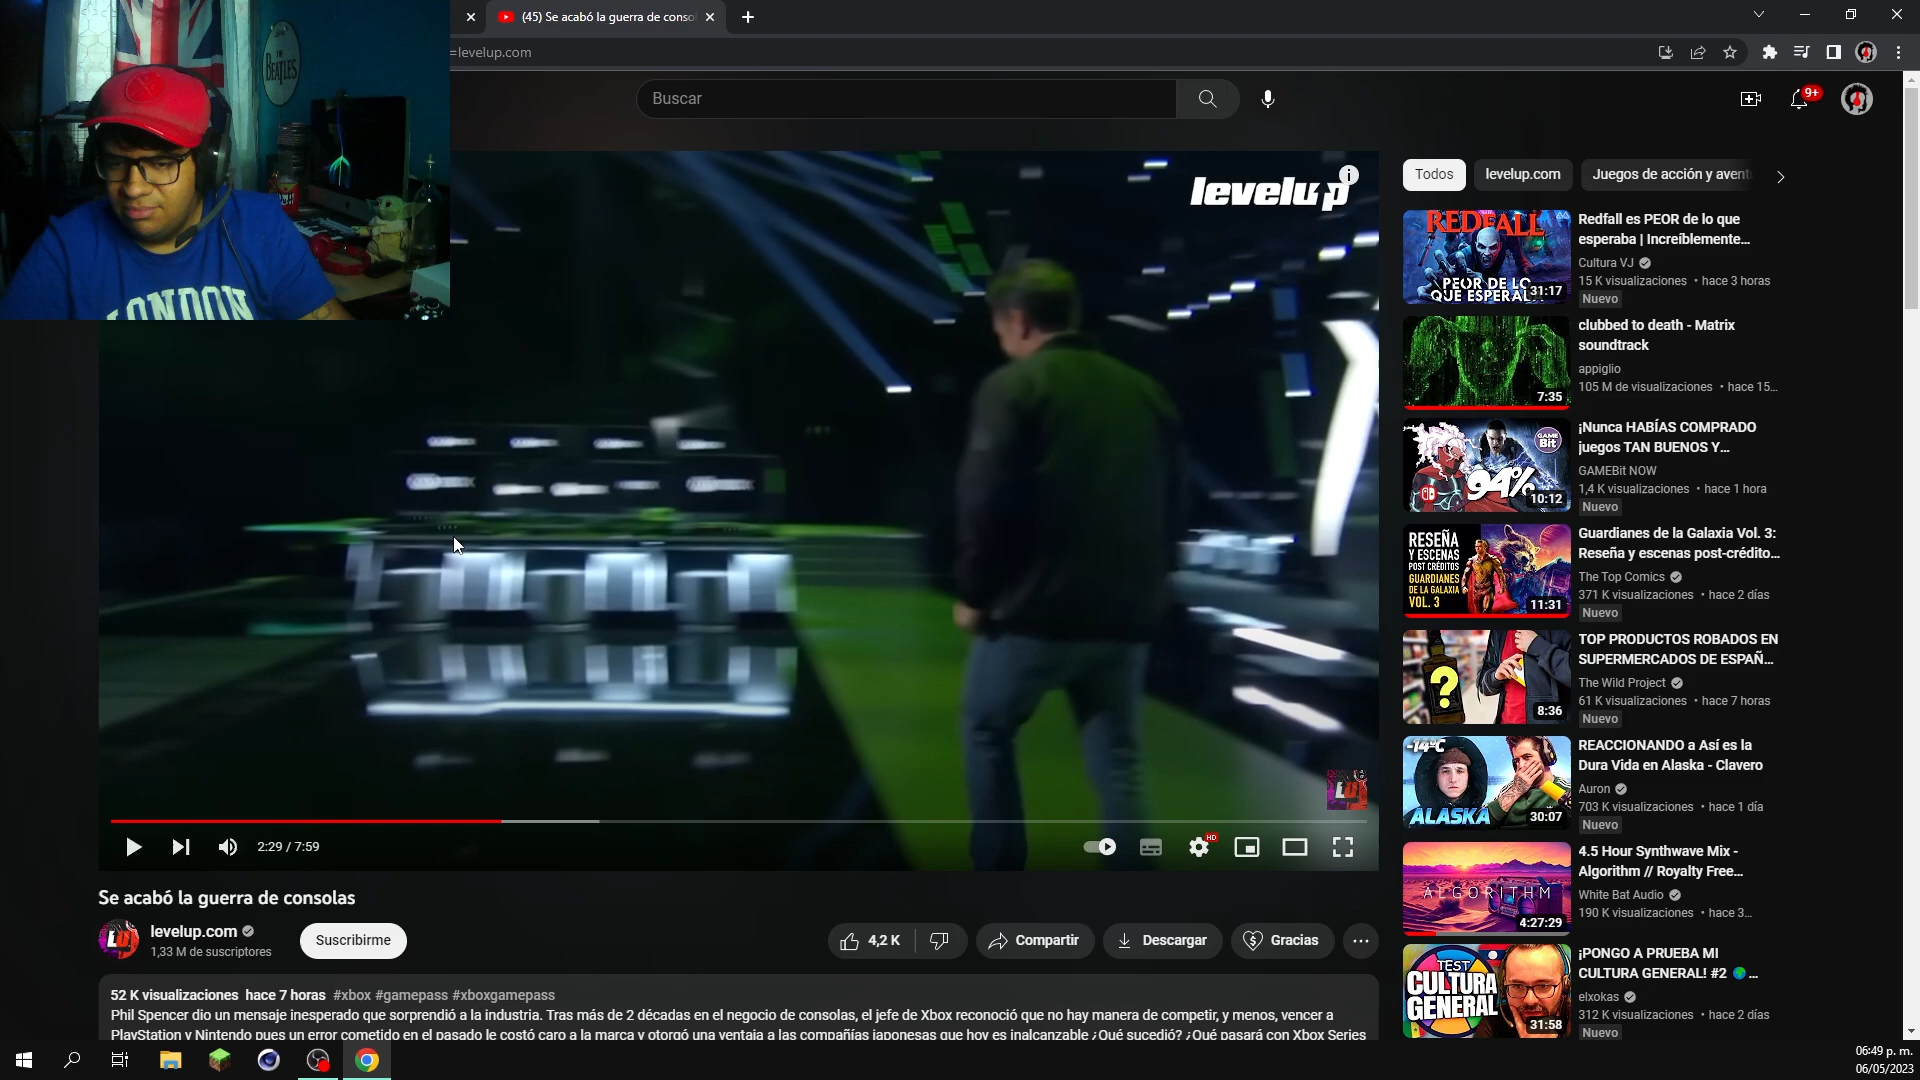 (45) Se acabó la guerra de conso
=levelup.com
THE
BEATLES
LONDON
Buscar
9+
levelup
Todos
levelup.com
Juegos de acción y avent
REDFALL
PEOR DE LO
QUE ESPERA
31:17
Redfall es PEOR de lo que
esperaba | Increíblemente...
Cultura VJ
15 K visualizaciones • hace 3 horas
Nuevo
7:35
clubbed to death - Matrix
soundtrack
appiglio
105 M de visualizaciones • hace 15...
GAME
Bit
94%
10:12
¡Nunca HABÍAS COMPRADO
juegos TAN BUENOS Y...
GAMEBit NOW
1,4 K visualizaciones • hace 1 hora
Nuevo
RESEÑA
Y ESCENAS
POST CRÉDITOS
GUARDIANES
DE LA GALAXIA
VOL. 3
11:31
Guardianes de la Galaxia Vol. 3:
Reseña y escenas post-crédito...
The Top Comics
371 K visualizaciones • hace 2 días
Nuevo
?
8:36
TOP PRODUCTOS ROBADOS EN
SUPERMERCADOS DE ESPAÑ...
The Wild Project
61 K visualizaciones • hace 7 horas
Nuevo
-14ºC
ALASKA
30:07
REACCIONANDO a Así es la
Dura Vida en Alaska - Clavero
Auron
703 K visualizaciones • hace 1 día
Nuevo
ALGORITHM
4:27:29
4.5 Hour Synthwave Mix -
Algorithm // Royalty Free...
White Bat Audio
190 K visualizaciones • hace 3...
TEST
CULTURA
GENERAL
31:58
¡PONGO A PRUEBA MI
CULTURA GENERAL! #2 🌍...
elxokas
312 K visualizaciones • hace 2 días
Nuevo
LU
2:29 / 7:59
HD
Se acabó la guerra de consolas
LU
levelup.com
1,33 M de suscriptores
Suscribirme
4,2 K
Compartir
Descargar
Gracias
52 K visualizaciones hace 7 horas #xbox #gamepass #xboxgamepass
Phil Spencer dio un mensaje inesperado que sorprendió a la industria. Tras más de 2 décadas en el negocio de consolas, el jefe de Xbox reconoció que no hay manera de competir, y menos, vencer a
PlayStation y Nintendo pues un error cometido en el pasado le costó caro a la marca y otorgó una ventaja a las compañías japonesas que hoy es inalcanzable ¿Qué sucedió? ¿Qué pasará con Xbox Series
06:49 p. m.
06/05/2023